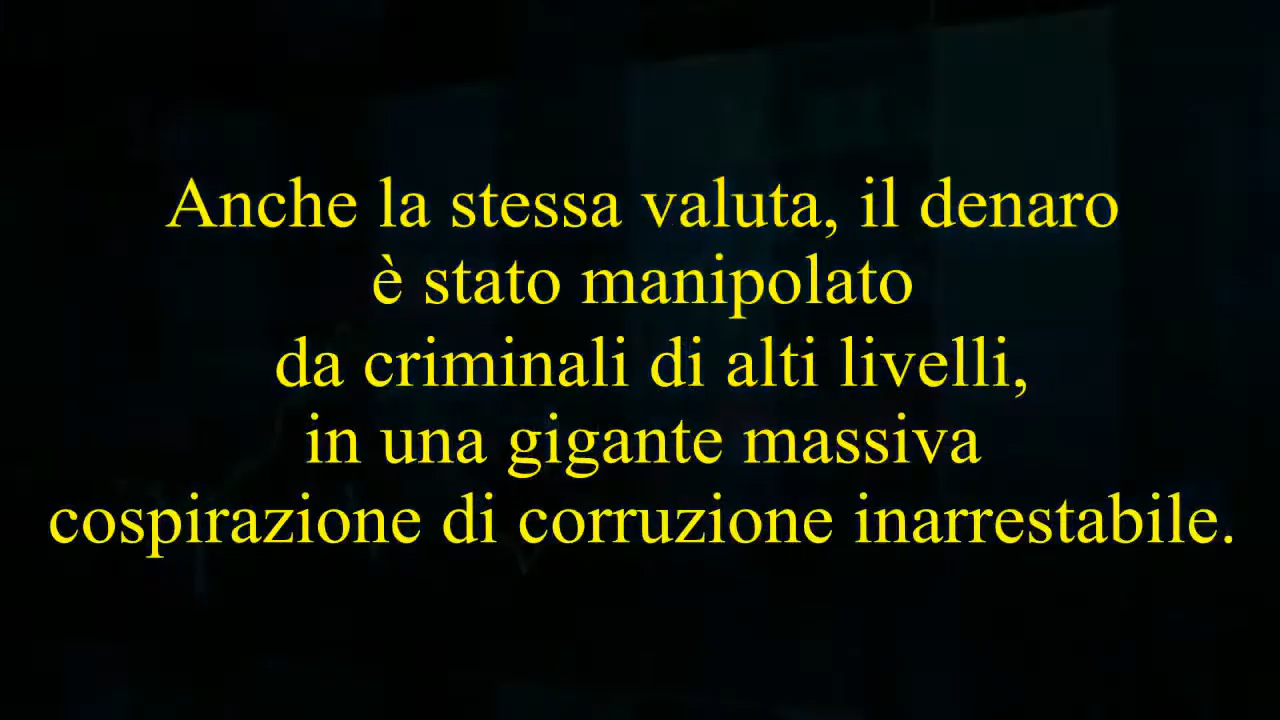 Anche la stessa valuta, il denaro
è stato manipolato
da criminali di alti livelli,
in una gigante massiva
cospirazione di corruzione inarrestabile.